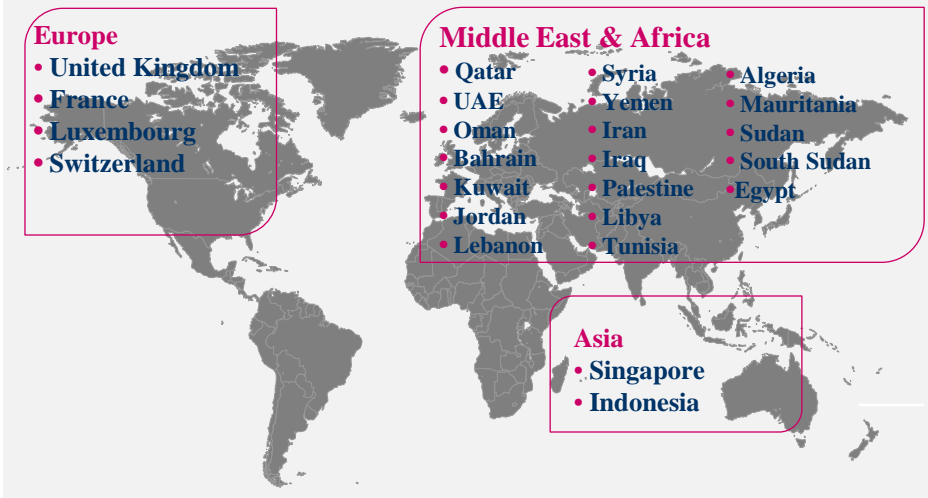 Europe
• United Kingdom
• France
• Luxembourg
• Switzerland
Middle East & Africa
• Qatar
• UAE
• Oman
• Bahrain
• Kuwait
• Jordan
• Lebanon
• Syria
• Yemen
• Iran
• Iraq
• Palestine
• Libya
• Tunisia
• Algeria
• Mauritania
• Sudan
• South Sudan
•Egypt
Asia
• Singapore
• Indonesia